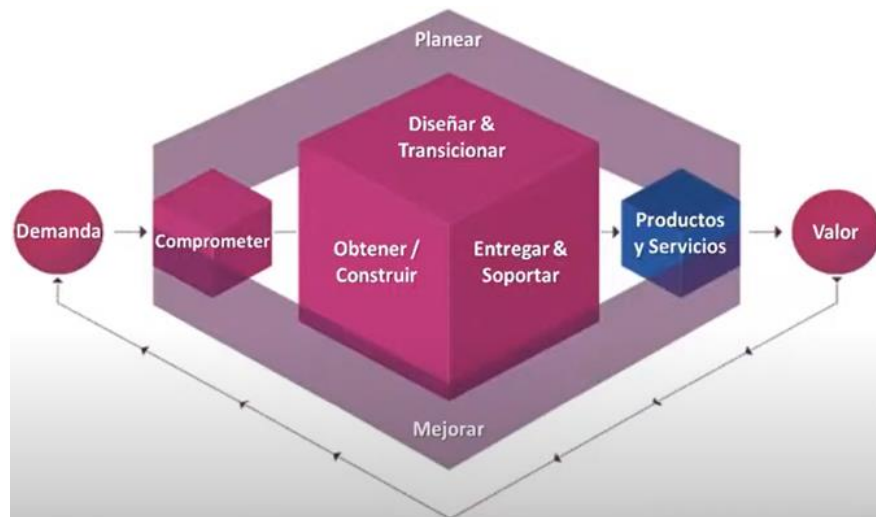 Planear
Diseñar &
Transicionar
Demanda
Comprometer
Obtener /
Construir
Entregar &
Soportar
Productos
y Servicios
Valor
Mejorar